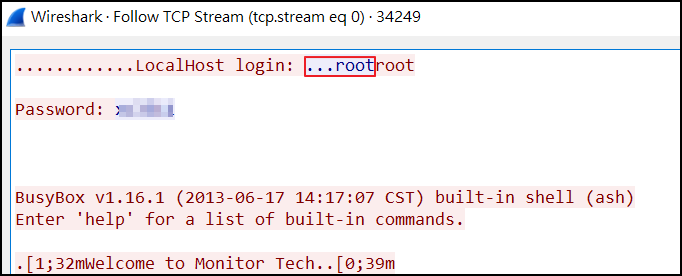 Wireshark · Follow TCP Stream (tcp.stream eq 0) · 34249
............LocalHost login: ...rootroot
Password:
BusyBox v1.16.1 (2013-06-17 14:17:07 CST) built-in shell (ash)
Enter 'help' for a list of built-in commands.
.[1;32mWelcome to Monitor Tech..[0;39m